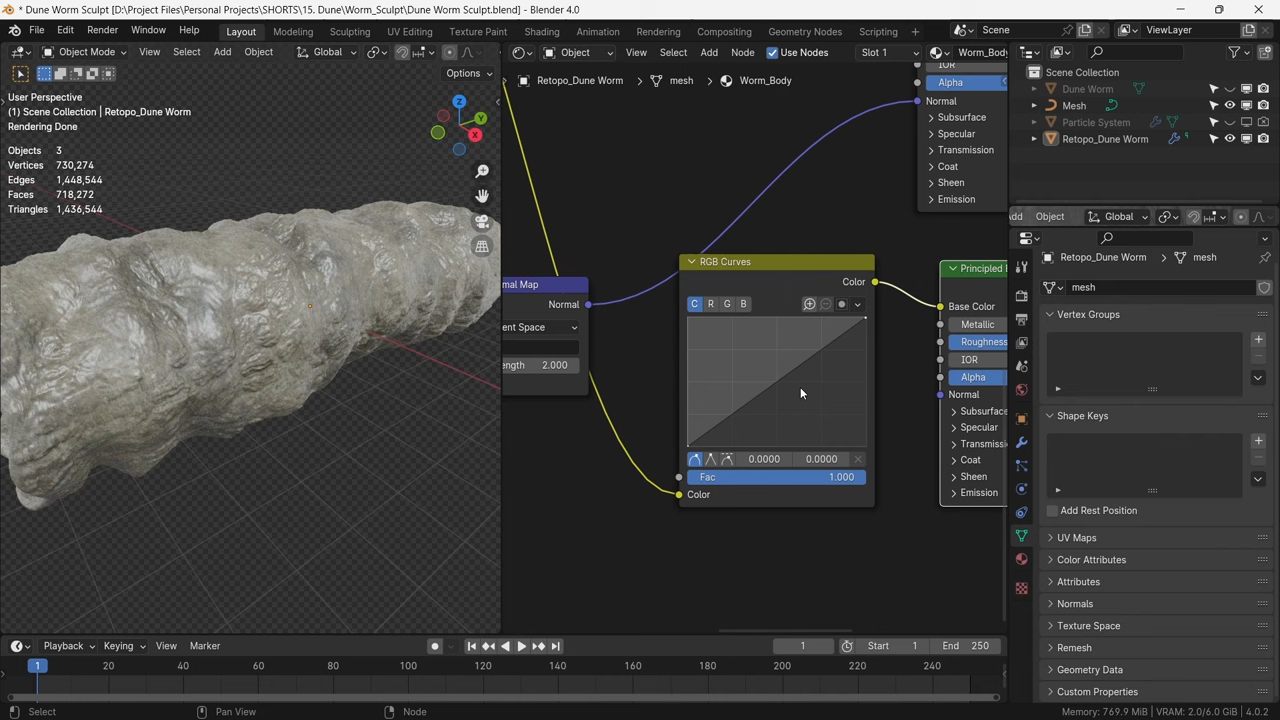 * Dune Worm Sculpt [D:\Project Files\Personal Projects\SHORTS\15. Dune\Worm_Sculpt\Dune Worm Sculpt.blend] - Blender 4.0
File Edit Render Window Help Layout Modeling Sculpting UV Editing Texture Paint Shading Animation Rendering Compositing Geometry Nodes Scripting + Scene ViewLayer
Object Mode View Select Add Object Global
Object View Select Add Node Use Nodes Slot 1 Worm_Body
Options
User Perspective
(1) Scene Collection | Retopo_Dune Worm
Rendering Done
Objects 3
Vertices 730,274
Edges 1,448,544
Faces 718,272
Triangles 1,436,544
Z
Y
X
Retopo_Dune Worm > mesh > Worm_Body
IOR
Alpha
Normal
Subsurface
Specular
Transmission
Coat
Sheen
Emission
mal Map
Normal
ent Space
ength 2.000
RGB Curves
Color
C R G B
0.0000 0.0000
Fac 1.000
Color
Principled B
Base Color
Metallic
Roughness
IOR
Alpha
Normal
Subsurface
Specular
Transmissi
Coat
Sheen
Emission
Scene Collection
Dune Worm
Mesh
Particle System
Retopo_Dune Worm
Add Object Global
Retopo_Dune Worm > mesh
mesh
Vertex Groups
Shape Keys
Add Rest Position
UV Maps
Color Attributes
Attributes
Normals
Texture Space
Remesh
Geometry Data
Custom Properties
Playback Keying View Marker 1 Start 1 End 250
1 20 40 60 80 100 120 140 160 180 200 220 240
Select Pan View Node Memory: 769.9 MiB | VRAM: 2.0/6.0 GiB | 4.0.2